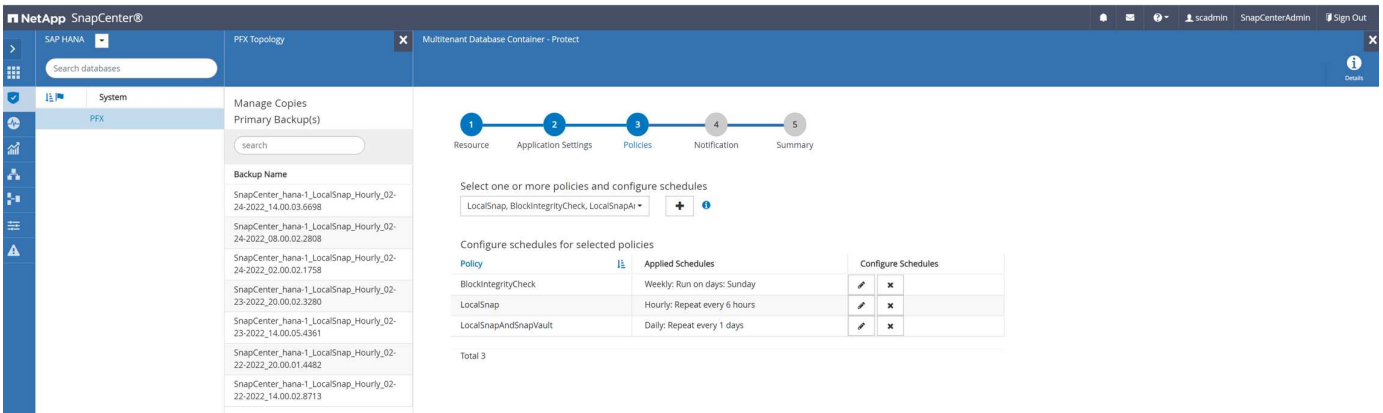 NetApp SnapCenter®
scadmin SnapCenterAdmin Sign Out
SAP HANA
Search databases
System
PFX
PFX Topology
Manage Copies
Primary Backup(s)
search
Backup Name
SnapCenter_hana-1_LocalSnap_Hourly_02-
24-2022_14.00.03.6698
SnapCenter_hana-1_LocalSnap_Hourly_02-
24-2022_08.00.02.2808
SnapCenter_hana-1_LocalSnap_Hourly_02-
24-2022_02.00.02.1758
SnapCenter_hana-1_LocalSnap_Hourly_02-
23-2022_20.00.02.3280
SnapCenter_hana-1_LocalSnap_Hourly_02-
23-2022_14.00.05.4361
SnapCenter_hana-1_LocalSnap_Hourly_02-
22-2022_20.00.01.4482
SnapCenter_hana-1_LocalSnap_Hourly_02-
22-2022_14.00.02.8713
Multitenant Database Container - Protect
Details
1 2 3 4 5
Resource Application Settings Policies Notification Summary
Select one or more policies and configure schedules
LocalSnap, BlockIntegrityCheck, LocalSnapA
Configure schedules for selected policies
Policy Applied Schedules Configure Schedules
BlockIntegrityCheck Weekly: Run on days: Sunday
LocalSnap Hourly: Repeat every 6 hours
LocalSnapAndSnapVault Daily: Repeat every 1 days
Total 3